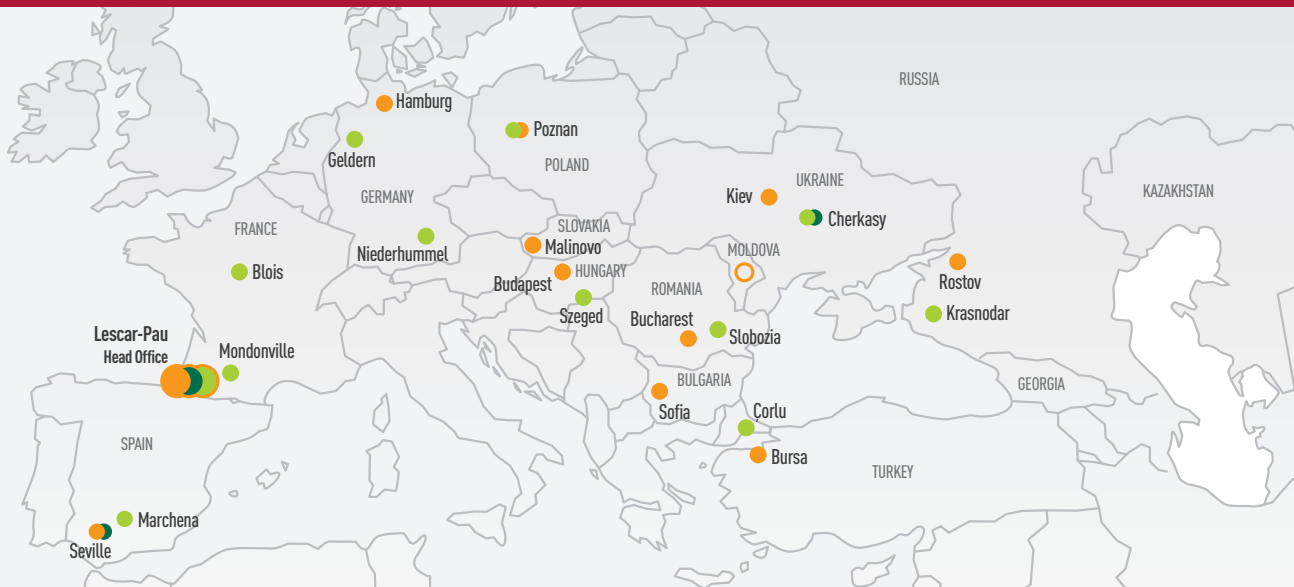 RUSSIA
Hamburg
Poznan
Geldern
POLAND
UKRAINE
KAZAKHSTAN
GERMANY
Kiev
Cherkasy
FRANCE
SLOVAKIA
Niederhummel
Malinovo
MOLDOVA
Blois
Budapest
HUNGARY
Rostov
ROMANIA
Szeged
Bucharest
Krasnodar
Lescar-Pau
Head Office
Mondonville
Slobozia
BULGARIA
GEORGIA
Sofia
Çorlu
SPAIN
Bursa
TURKEY
Marchena
Seville